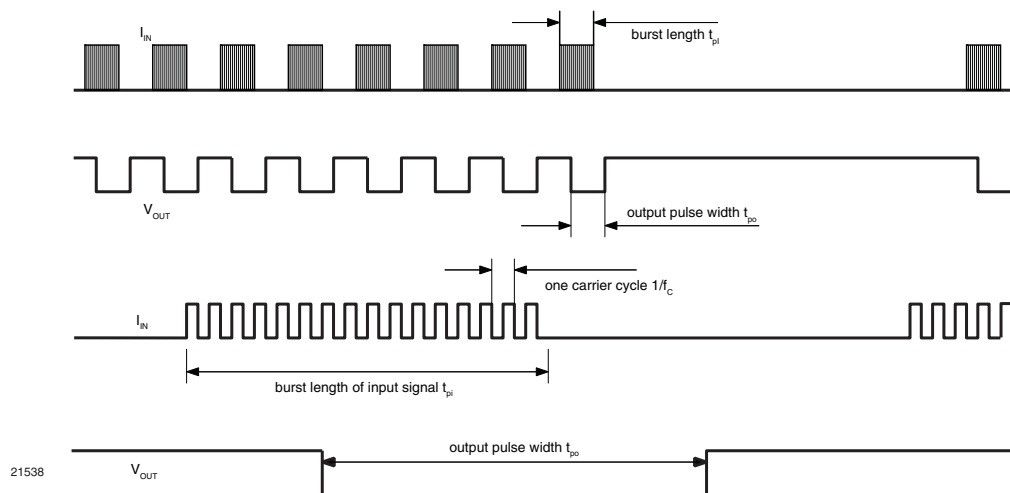 I_IN
burst length t_pi
V_OUT
output pulse width t_po
one carrier cycle 1/f_C
I_IN
burst length of input signal t_pi
output pulse width t_po
V_OUT
21538